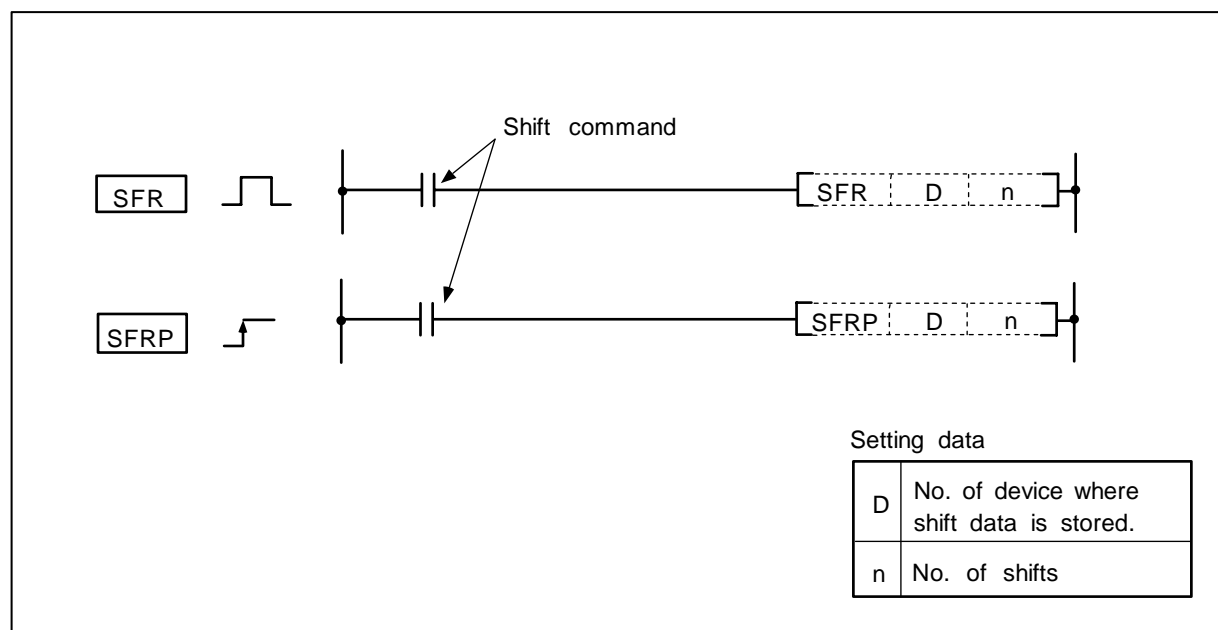 Shift command
SFR
SFR D n
SFRP
SFRP D n
Setting data
D No. of device where
shift data is stored.
n No. of shifts